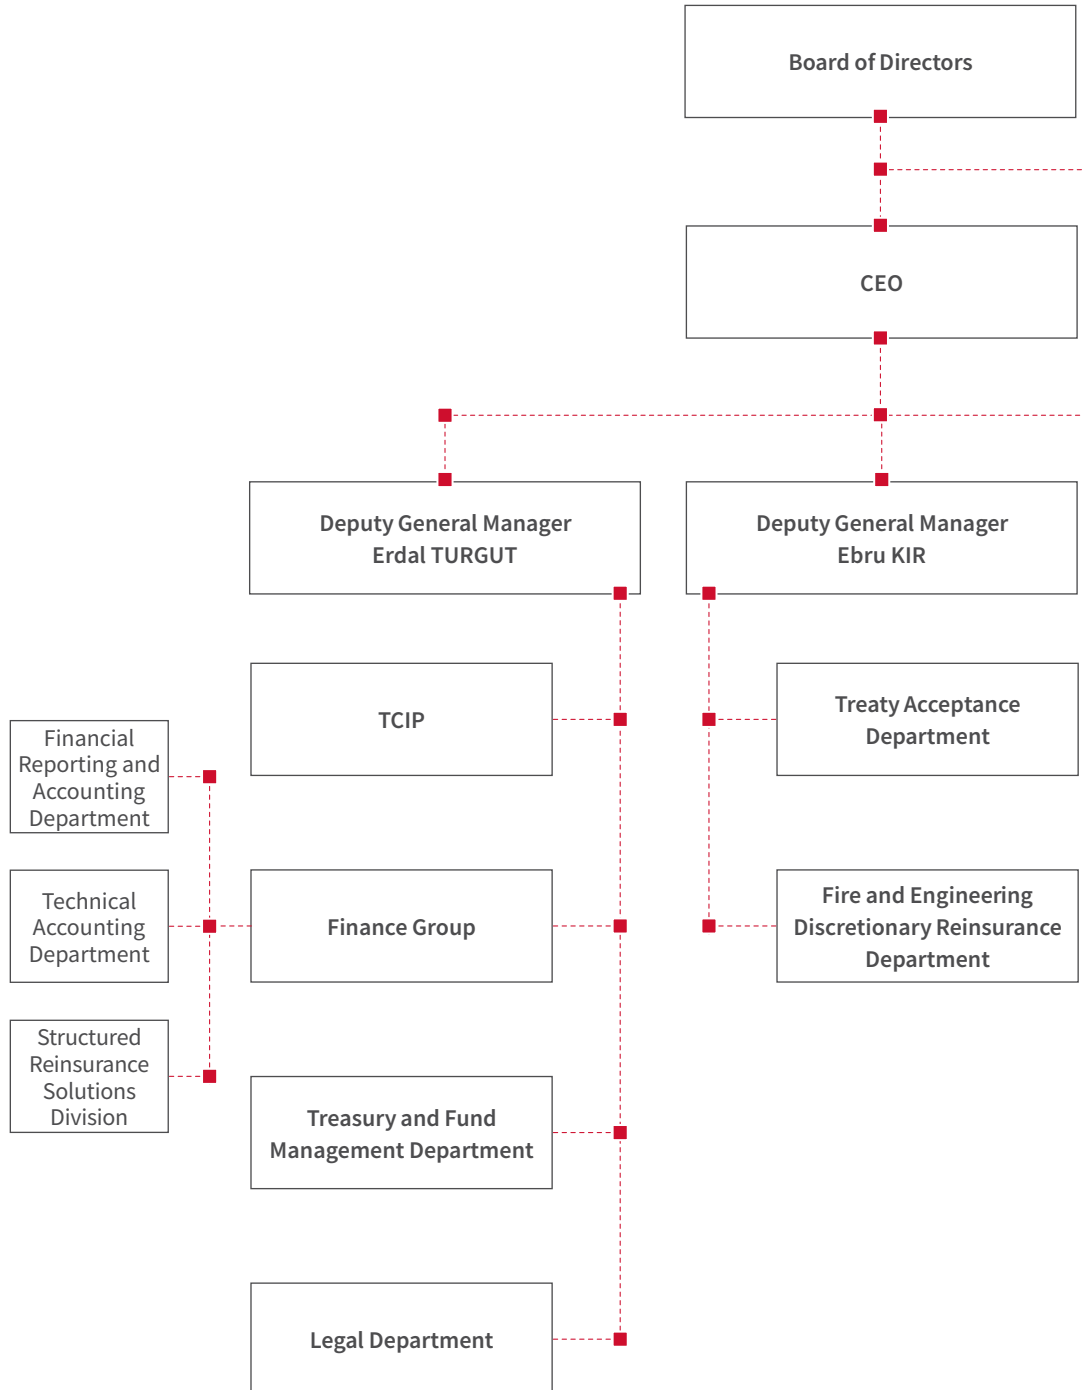 Board of Directors
CEO
Deputy General Manager
Erdal TURGUT
Deputy General Manager
Ebru KIR
TCIP
Treaty Acceptance
Department
Financial
Reporting and
Accounting
Department
Technical
Accounting
Department
Finance Group
Fire and Engineering
Discretionary Reinsurance
Department
Structured
Reinsurance
Solutions
Division
Treasury and Fund
Management Department
Legal Department